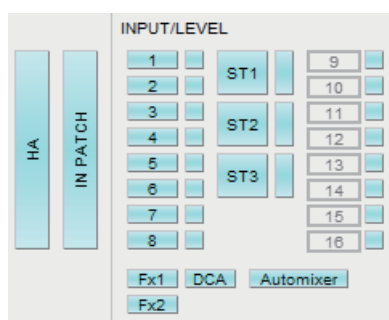 INPUT/LEVEL
HA
IN PATCH
1
2
3
4
5
6
7
8
ST1
ST2
ST3
9
10
11
12
13
14
15
16
Fx1 DCA Automixer
Fx2